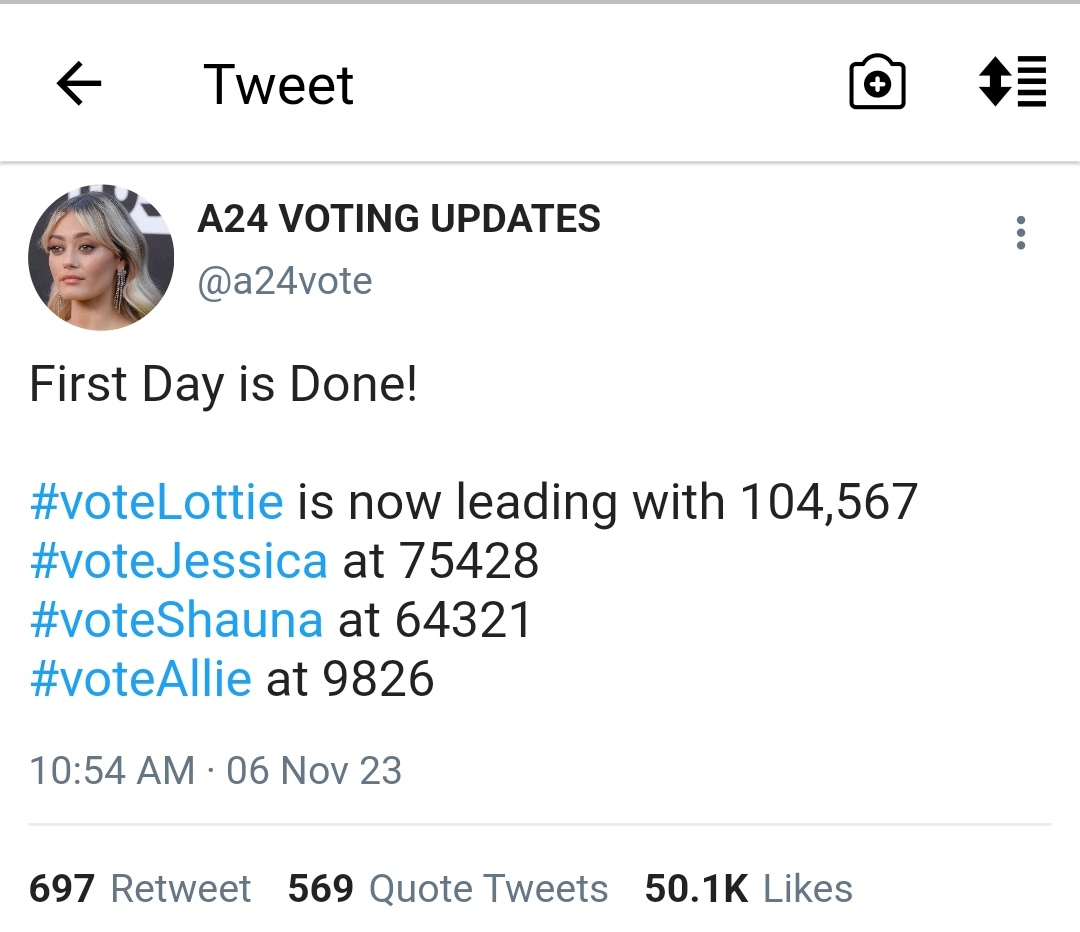 Tweet
A24 VOTING UPDATES
@a24vote
First Day is Done!
#voteLottie is now leading with 104,567
#voteJessica at 75428
#voteShauna at 64321
#voteAllie at 9826
10:54 AM · 06 Nov 23
697 Retweet 569 Quote Tweets 50.1K Likes